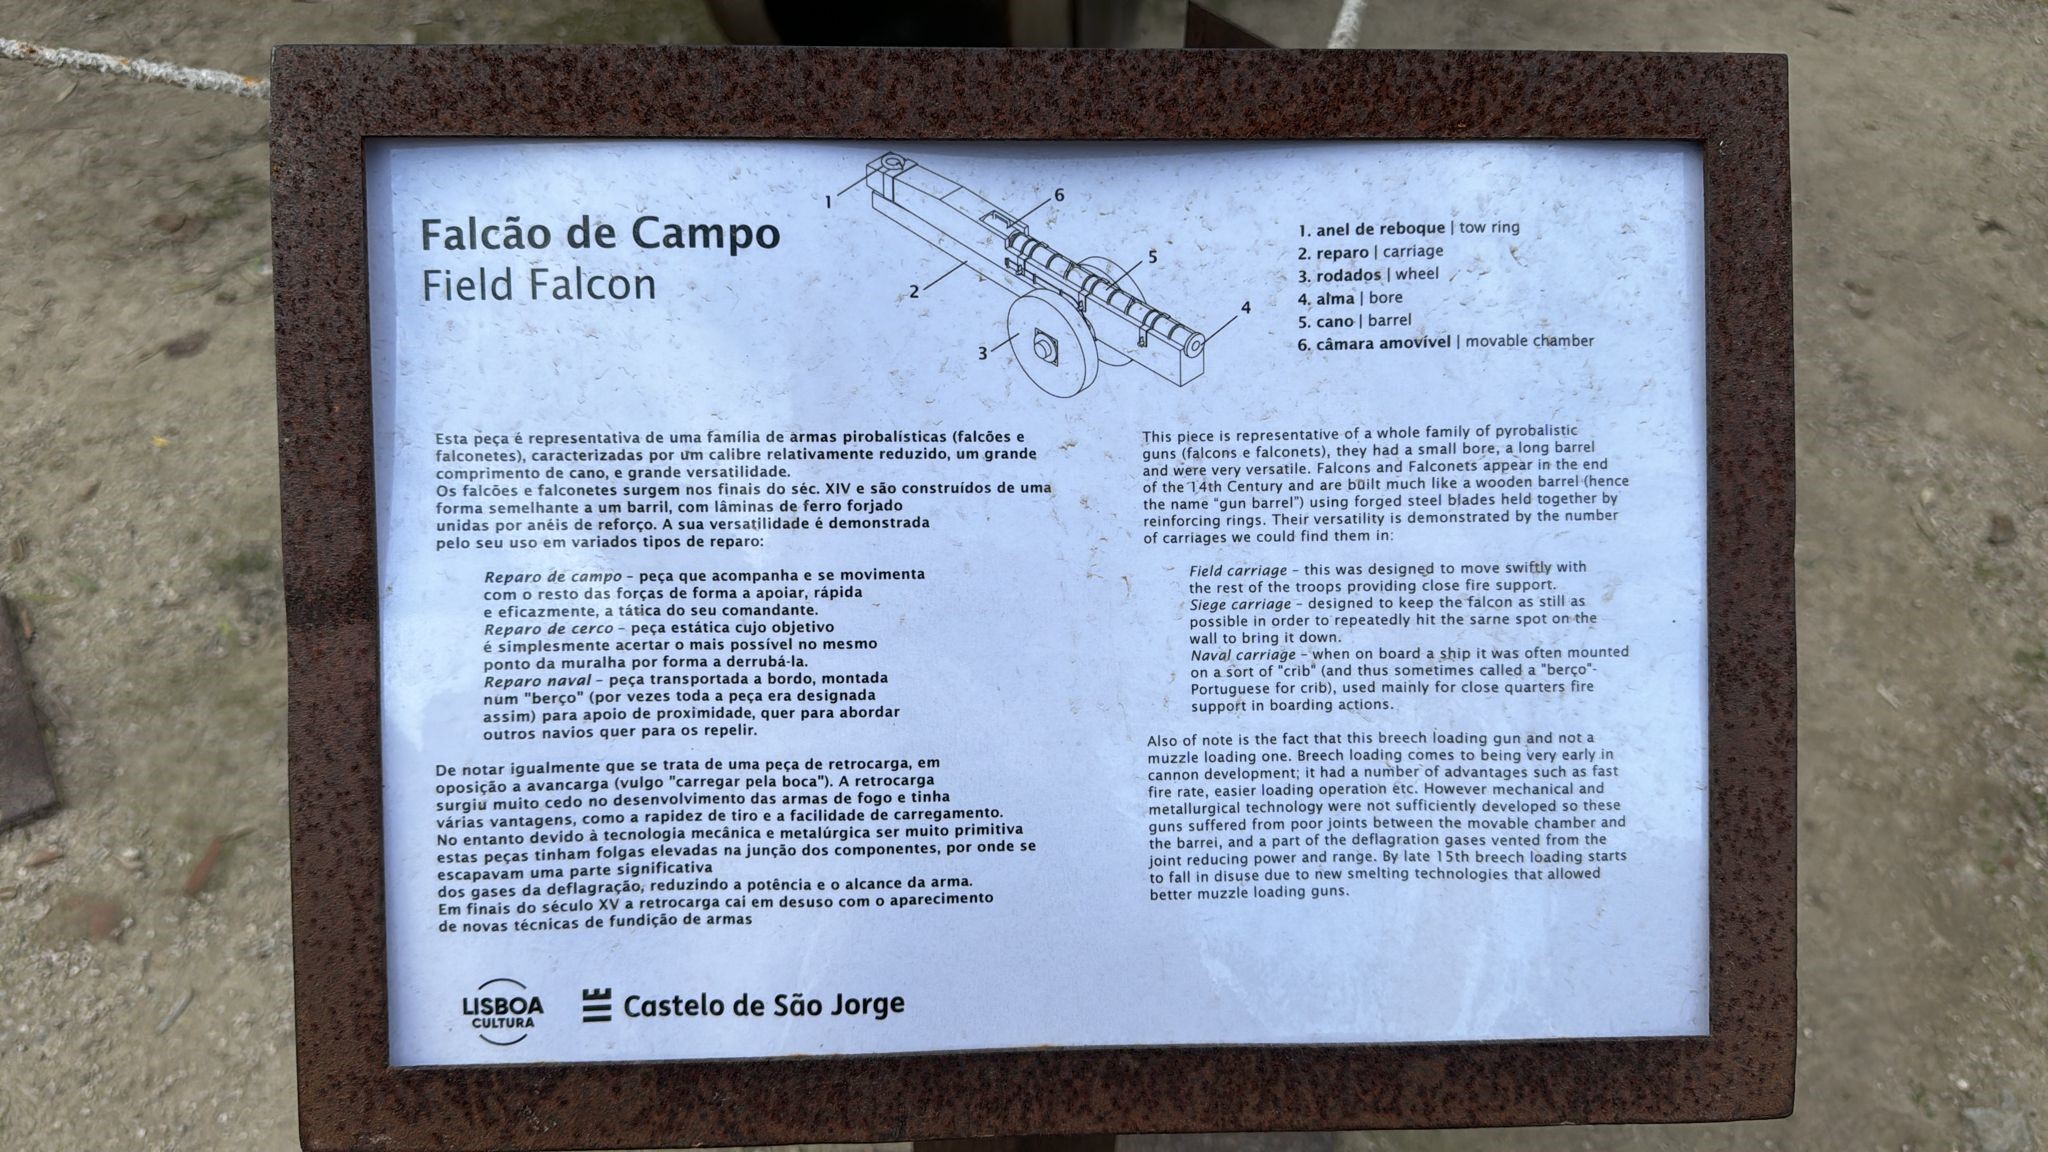 Falcão de Campo
Field Falcon
1
6
5
2
4
3
1. anel de reboque | tow ring
2. reparo | carriage
3. rodados | wheel
4. alma | bore
5. cano | barrel
6. câmara amovível | movable chamber
Esta peça é representativa de uma família de armas pirobalísticas (falcões e
falconetes), caracterizadas por um calibre relativamente reduzido, um grande
comprimento de cano, e grande versatilidade.
Os falcões e falconetes surgem nos finais do séc. XIV e são construídos de uma
forma semelhante a um barril, com lâminas de ferro forjado
unidas por anéis de reforço. A sua versatilidade é demonstrada
pelo seu uso em variados tipos de reparo:
Reparo de campo – peça que acompanha e se movimenta
com o resto das forças de forma a apoiar, rápida
e eficazmente, a tática do seu comandante.
Reparo de cerco – peça estática cujo objetivo
é simplesmente acertar o mais possível no mesmo
ponto da muralha por forma a derrubá-la.
Reparo naval – peça transportada a bordo, montada
num "berço" (por vezes toda a peça era designada
assim) para apoio de proximidade, quer para abordar
outros navios quer para os repelir.
De notar igualmente que se trata de uma peça de retrocarga, em
oposição a avancarga (vulgo "carregar pela boca"). A retrocarga
surgiu muito cedo no desenvolvimento das armas de fogo e tinha
várias vantagens, como a rapidez de tiro e a facilidade de carregamento.
No entanto devido à tecnologia mecânica e metalúrgica ser muito primitiva
estas peças tinham folgas elevadas na junção dos componentes, por onde se
escapavam uma parte significativa
dos gases da deflagração, reduzindo a potência e o alcance da arma.
Em finais do século XV a retrocarga cai em desuso com o aparecimento
de novas técnicas de fundição de armas
This piece is representative of a whole family of pyrobalistic
guns (falcons e falconets), they had a small bore, a long barrel
and were very versatile. Falcons and Falconets appear in the end
of the 14th Century and are built much like a wooden barrel (hence
the name "gun barrel") using forged steel blades held together by
reinforcing rings. Their versatility is demonstrated by the number
of carriages we could find them in:
Field carriage – this was designed to move swiftly with
the rest of the troops providing close fire support.
Siege carriage – designed to keep the falcon as still as
possible in order to repeatedly hit the sarne spot on the
wall to bring it down.
Naval carriage – when on board a ship it was often mounted
on a sort of "crib" (and thus sometimes called a "berço"-
Portuguese for crib), used mainly for close quarters fire
support in boarding actions.
Also of note is the fact that this breech loading gun and not a
muzzle loading one. Breech loading comes to being very early in
cannon development; it had a number of advantages such as fast
fire rate, easier loading operation etc. However mechanical and
metallurgical technology were not sufficiently developed so these
guns suffered from poor joints between the movable chamber and
the barrei, and a part of the deflagration gases vented from the
joint reducing power and range. By late 15th breech loading starts
to fall in disuse due to new smelting technologies that allowed
better muzzle loading guns.
LISBOA
CULTURA
Castelo de São Jorge